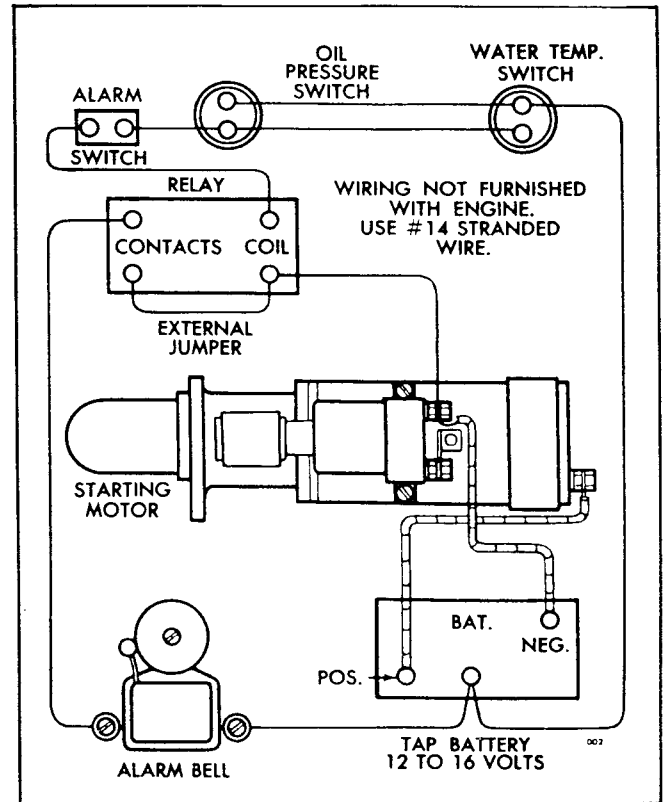 OIL
PRESSURE
SWITCH
WATER TEMP.
SWITCH
ALARM
SWITCH
RELAY
WIRING NOT FURNISHED
WITH ENGINE.
USE #14 STRANDED
WIRE.
CONTACTS COIL
EXTERNAL
JUMPER
STARTING
MOTOR
BAT.
NEG.
POS.
TAP BATTERY
12 TO 16 VOLTS
002
ALARM BELL